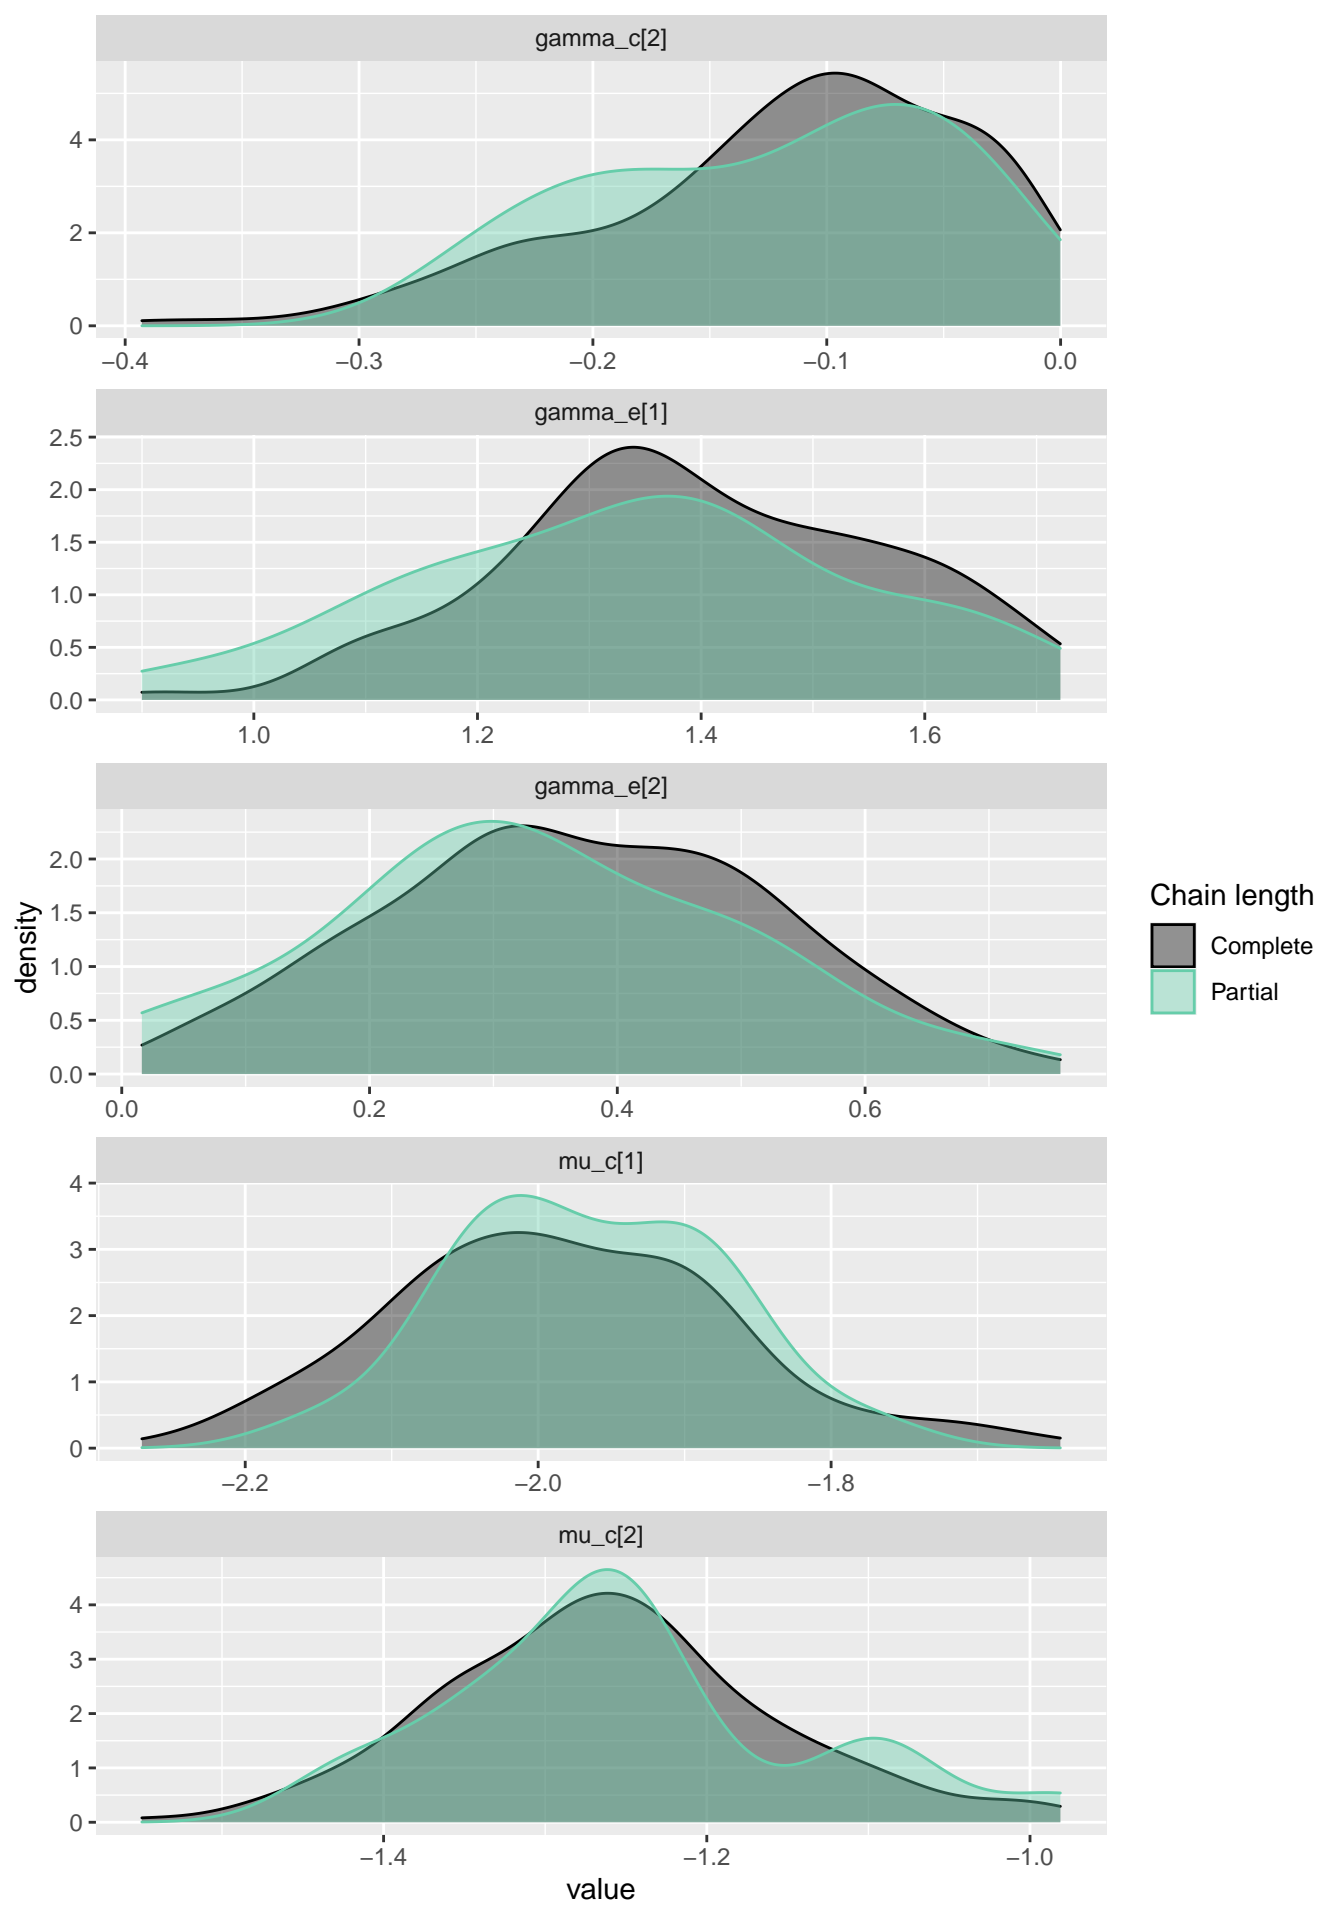 gamma_c[2]
4
2
0
−0.4 −0.3 −0.2 −0.1 0.0
gamma_e[1]
2.5
2.0
1.5
1.0
0.5
0.0
1.0 1.2 1.4 1.6
gamma_e[2]
2.0
1.5
1.0
0.5
0.0
0.0 0.2 0.4 0.6
mu_c[1]
4
3
2
1
0
−2.2 −2.0 −1.8
mu_c[2]
4
3
2
1
0
−1.4 −1.2 −1.0
value
density
Chain length
Complete
Partial